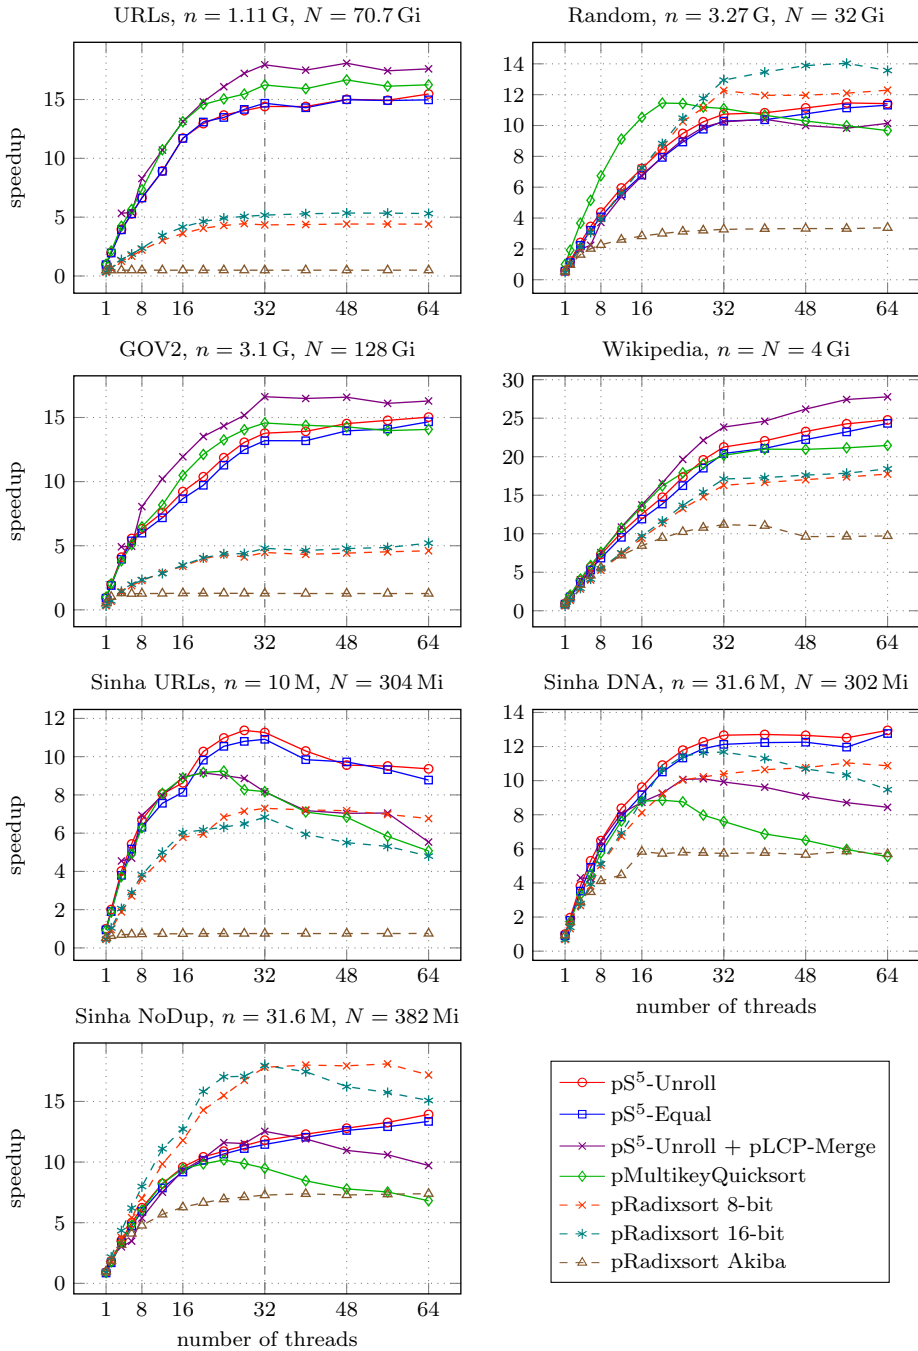 URLs, n = 1.11 G, N = 70.7 Gi
speedup
15
10
5
0
1 8 16 32 48 64
Random, n = 3.27 G, N = 32 Gi
14
12
10
8
6
4
2
0
1 8 16 32 48 64
GOV2, n = 3.1 G, N = 128 Gi
speedup
15
10
5
0
1 8 16 32 48 64
Wikipedia, n = N = 4 Gi
30
25
20
15
10
5
0
1 8 16 32 48 64
Sinha URLs, n = 10 M, N = 304 Mi
speedup
12
10
8
6
4
2
0
1 8 16 32 48 64
Sinha DNA, n = 31.6 M, N = 302 Mi
14
12
10
8
6
4
2
0
1 8 16 32 48 64
number of threads
Sinha NoDup, n = 31.6 M, N = 382 Mi
speedup
15
10
5
0
1 8 16 32 48 64
number of threads
pS⁵-Unroll
pS⁵-Equal
pS⁵-Unroll + pLCP-Merge
pMultikeyQuicksort
pRadixsort 8-bit
pRadixsort 16-bit
pRadixsort Akiba